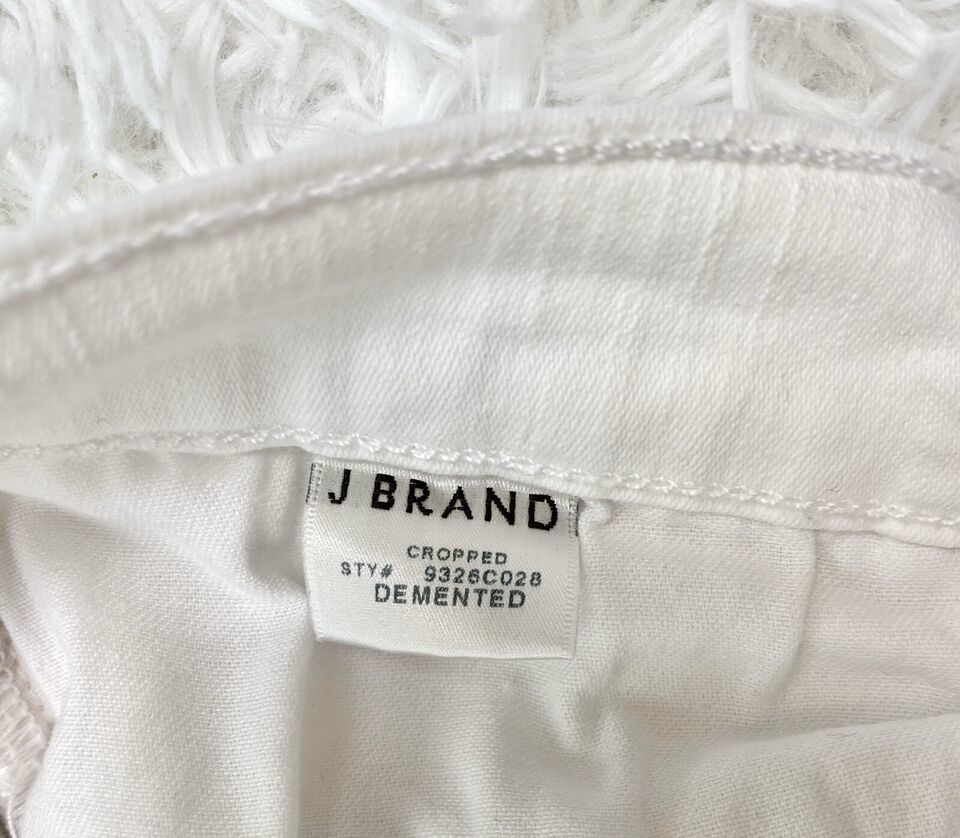 J BRAND
CROPPED
STY# 9326C028
DEMENTED